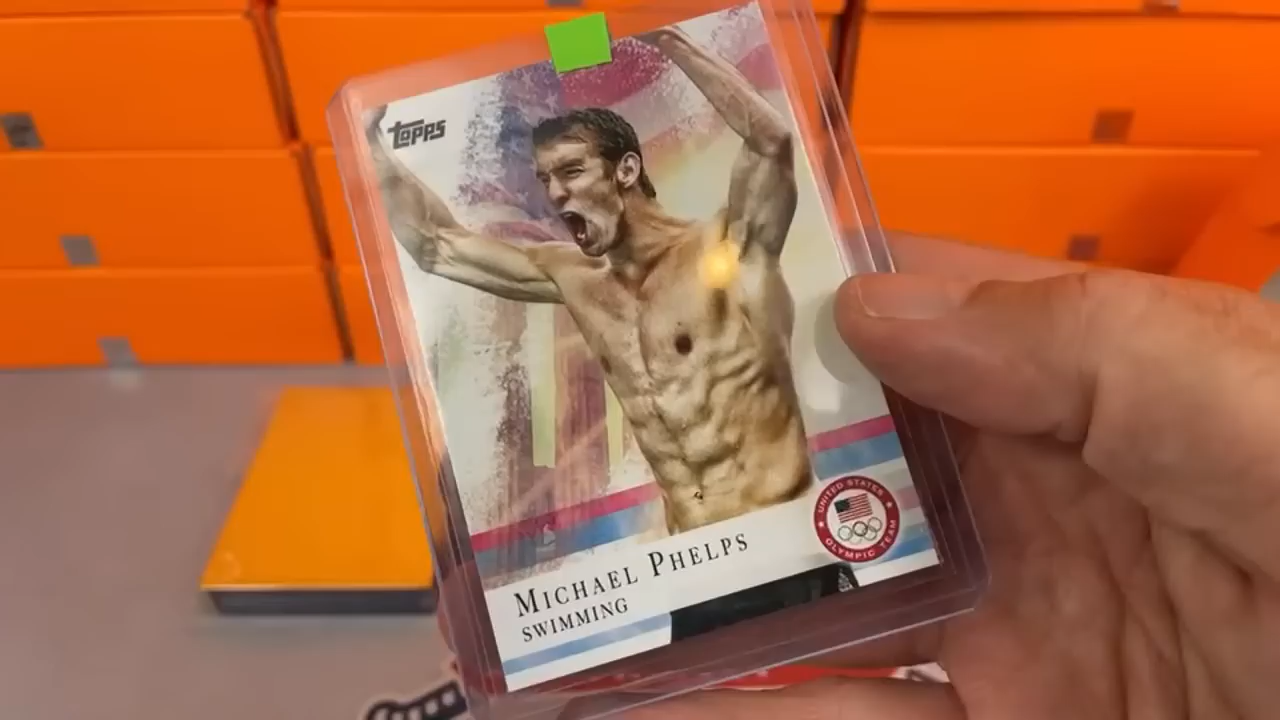 TOPPS
UNITED STATES
OLYMPIC TEAM
MICHAEL PHELPS
SWIMMING